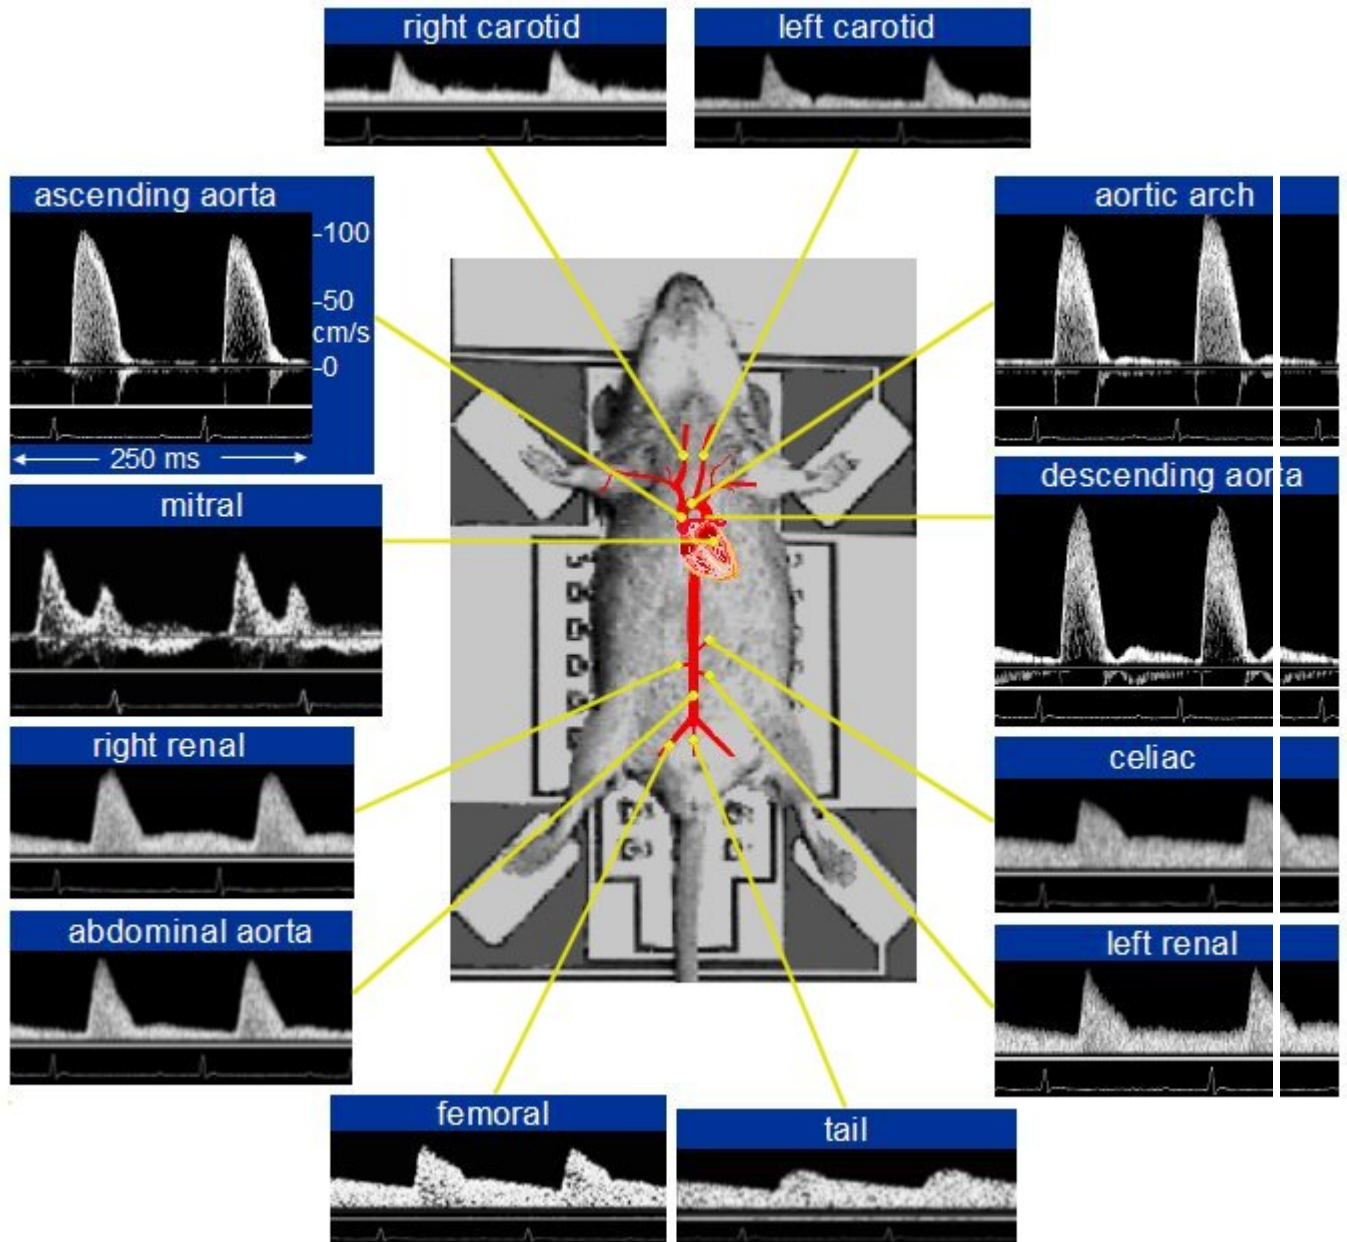 right carotid
left carotid
ascending aorta
-100
-50
cm/s
-0
250 ms
aortic arch
mitral
descending aorta
right renal
celiac
abdominal aorta
left renal
femoral
tail